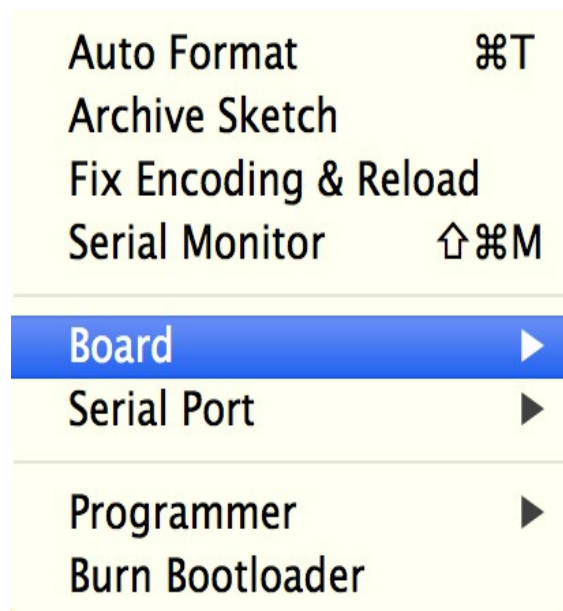 Auto Format ⌘T
Archive Sketch
Fix Encoding & Reload
Serial Monitor ⇧⌘M
Board
Serial Port
Programmer
Burn Bootloader